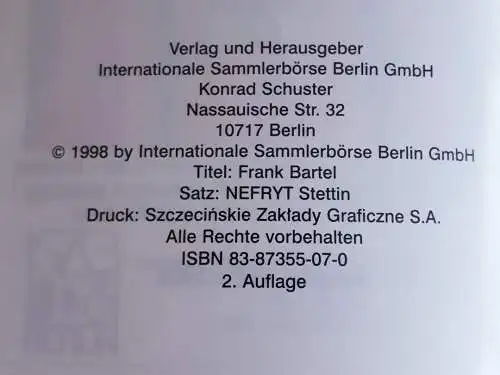 Verlag und Herausgeber
Internationale Sammlerbörse Berlin GmbH
Konrad Schuster
Nassauische Str. 32
10717 Berlin
© 1998 by Internationale Sammlerbörse Berlin GmbH
Titel: Frank Bartel
Satz: NEFRYT Stettin
Druck: Szczecińskie Zakłady Graficzne S.A.
Alle Rechte vorbehalten
ISBN 83-87355-07-0
2. Auflage